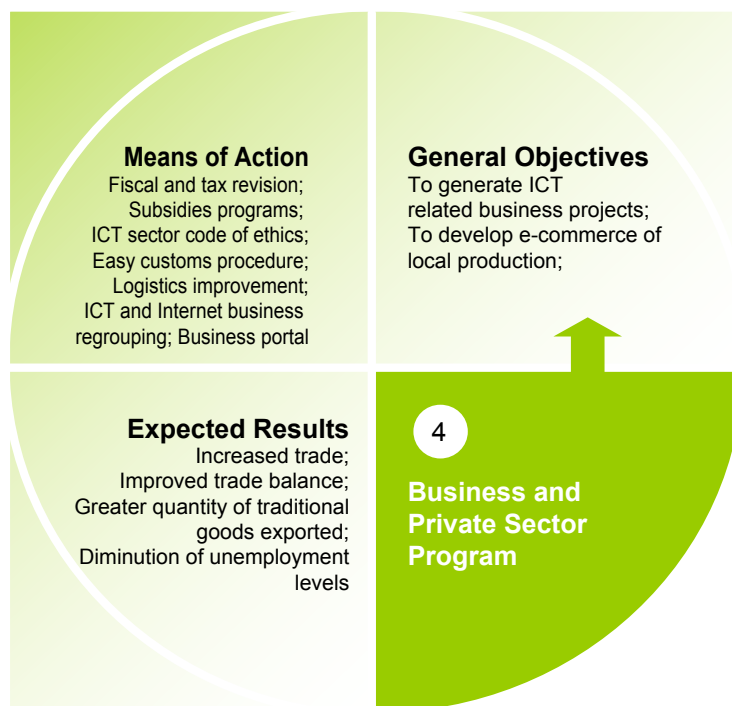 Means of Action
Fiscal and tax revision;
Subsidies programs;
ICT sector code of ethics;
Easy customs procedure;
Logistics improvement;
ICT and Internet business
regrouping; Business portal
General Objectives
To generate ICT
related business projects;
To develop e-commerce of
local production;
Expected Results
Increased trade;
Improved trade balance;
Greater quantity of traditional
goods exported;
Diminution of unemployment
levels
4
Business and
Private Sector
Program